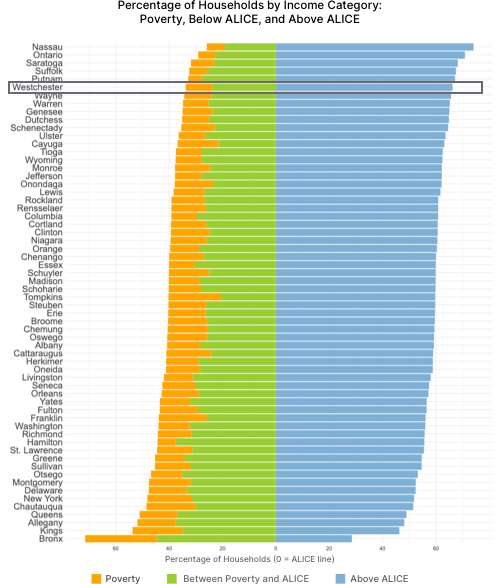 Percentage of Households by Income Category:
Poverty, Below ALICE, and Above ALICE
Nassau
Ontario
Saratoga
Suffolk
Putnam
Westchester
Wayne
Warren
Genesee
Dutchess
Schenectady
Ulster
Cayuga
Tioga
Wyoming
Monroe
Jefferson
Onondaga
Lewis
Rockland
Rensselaer
Columbia
Cortland
Clinton
Niagara
Orange
Chenango
Essex
Schuyler
Madison
Schoharie
Tompkins
Steuben
Erie
Broome
Chemung
Oswego
Albany
Cattaraugus
Herkimer
Oneida
Livingston
Seneca
Orleans
Yates
Fulton
Franklin
Washington
Richmond
Hamilton
St. Lawrence
Greene
Sullivan
Otsego
Montgomery
Delaware
New York
Chautauqua
Queens
Allegany
Kings
Bronx
60 40 20 0 20 40 60
Percentage of Households (0 = ALICE line)
Poverty Between Poverty and ALICE Above ALICE